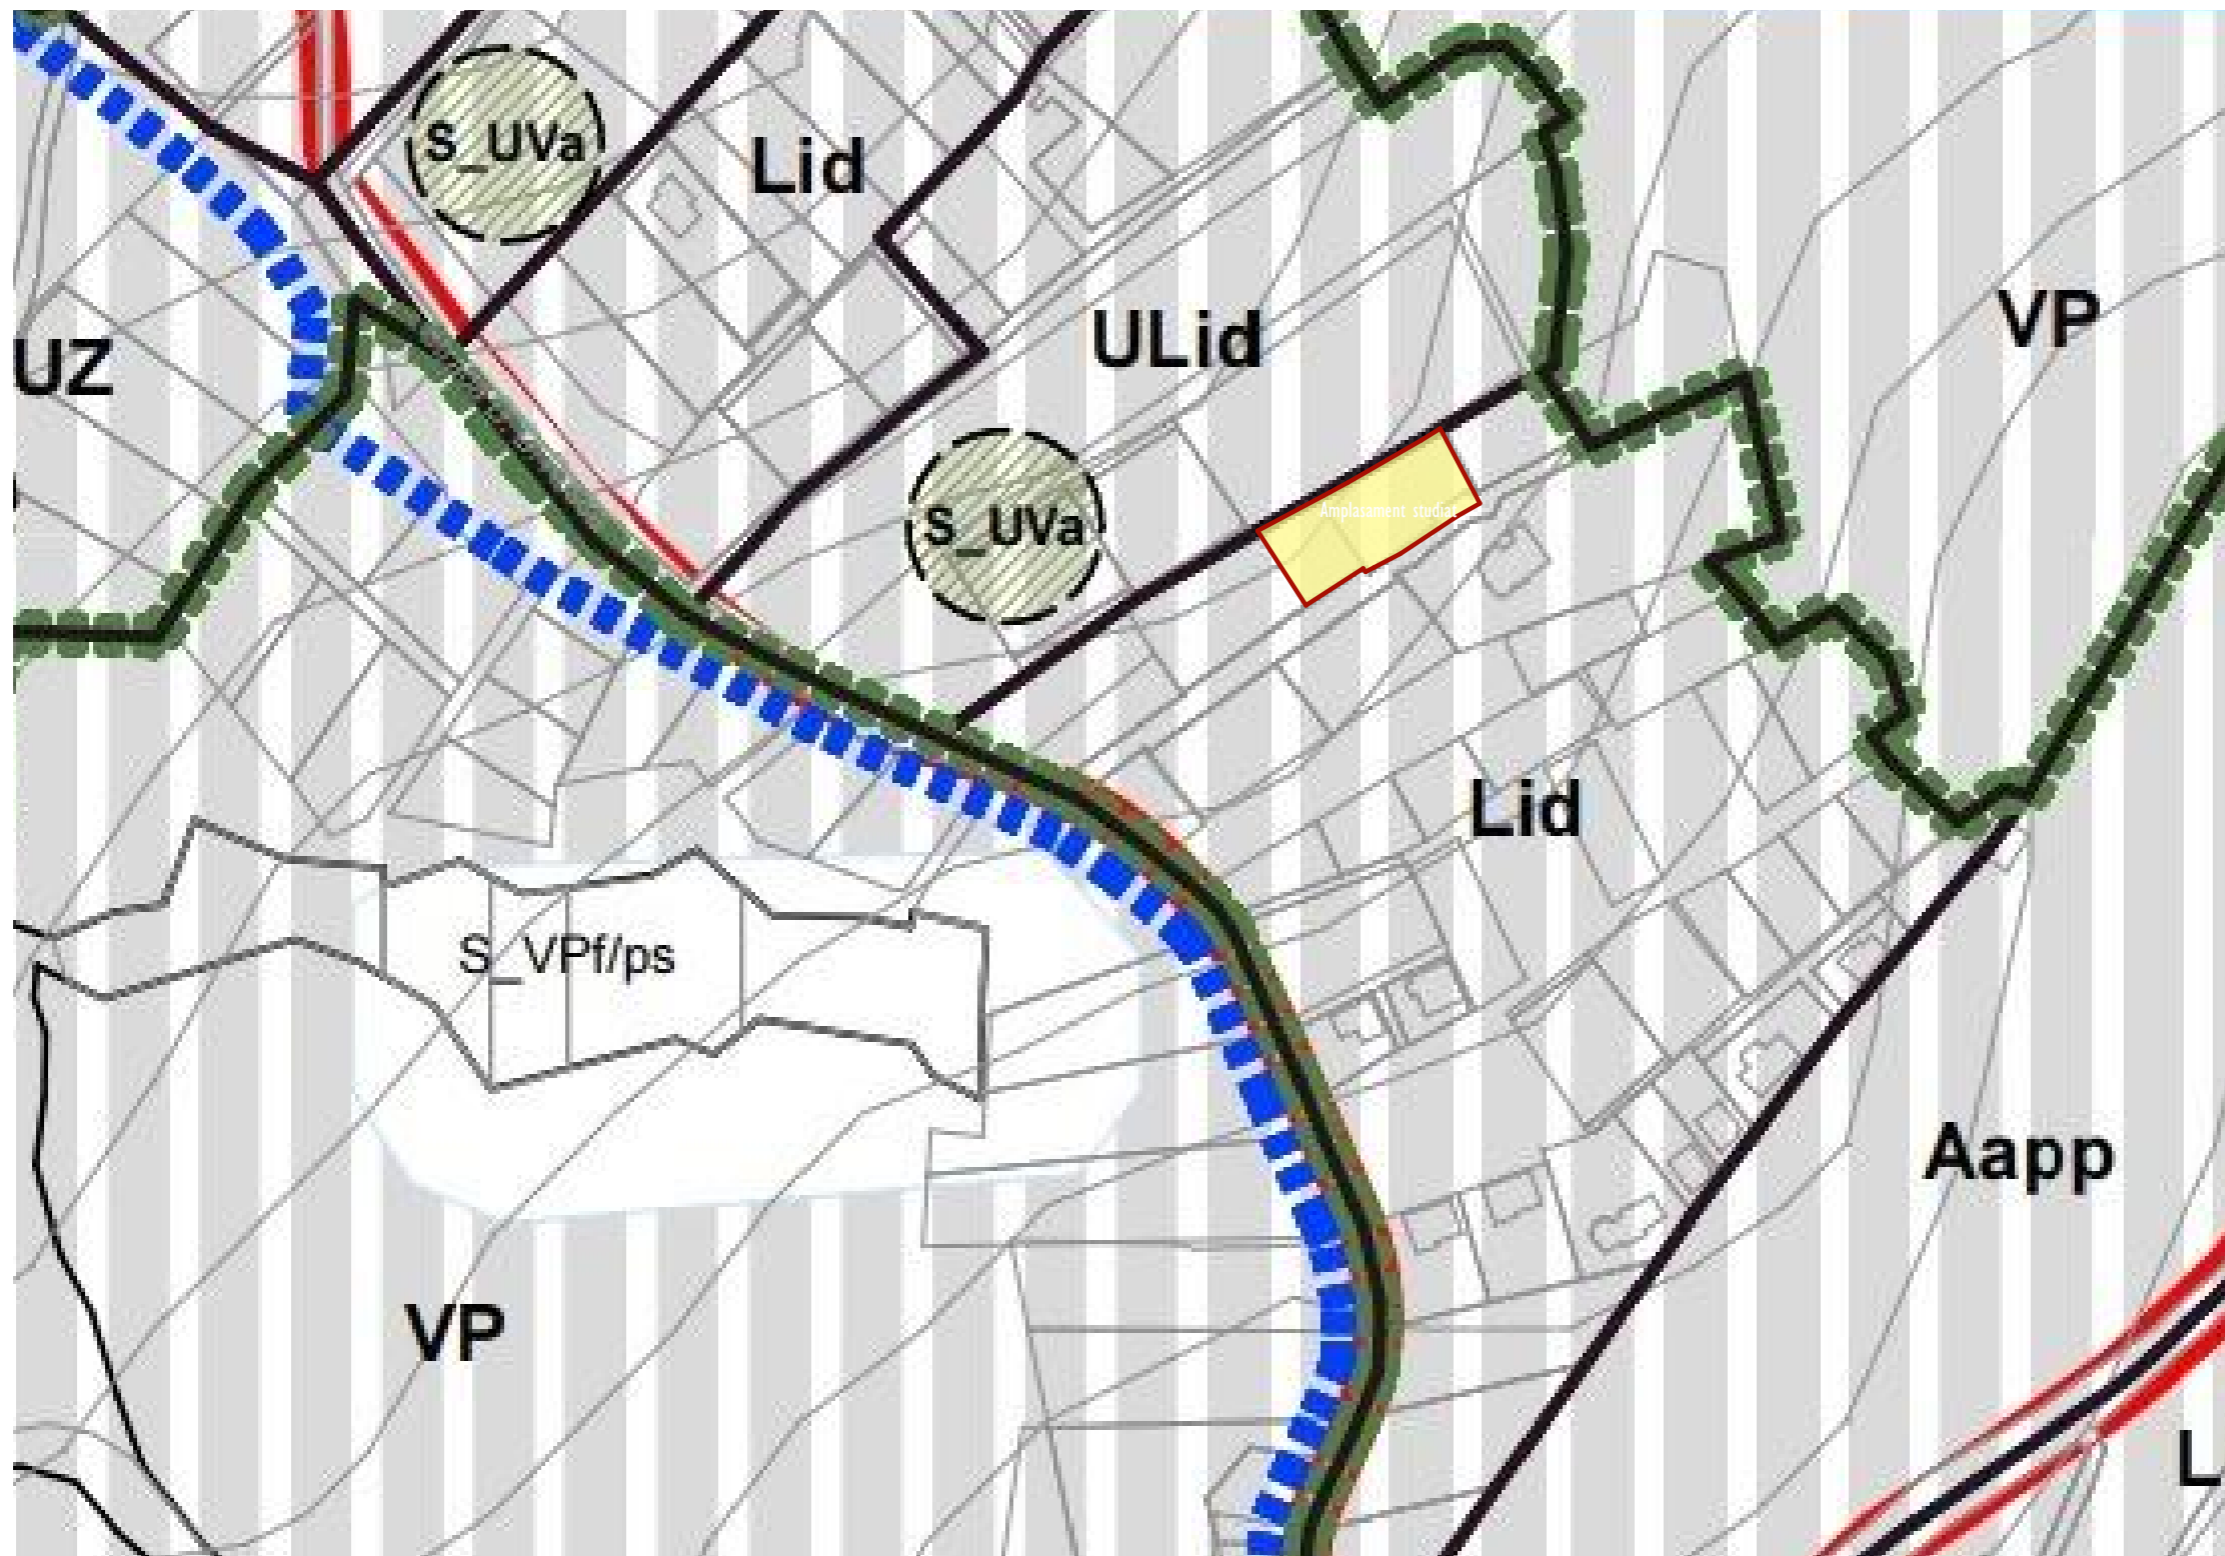 S_UVa
Lid
ULid
VP
UZ
S_UVa
Amplasament studiat
Lid
S_VPf/ps
Aapp
VP
L